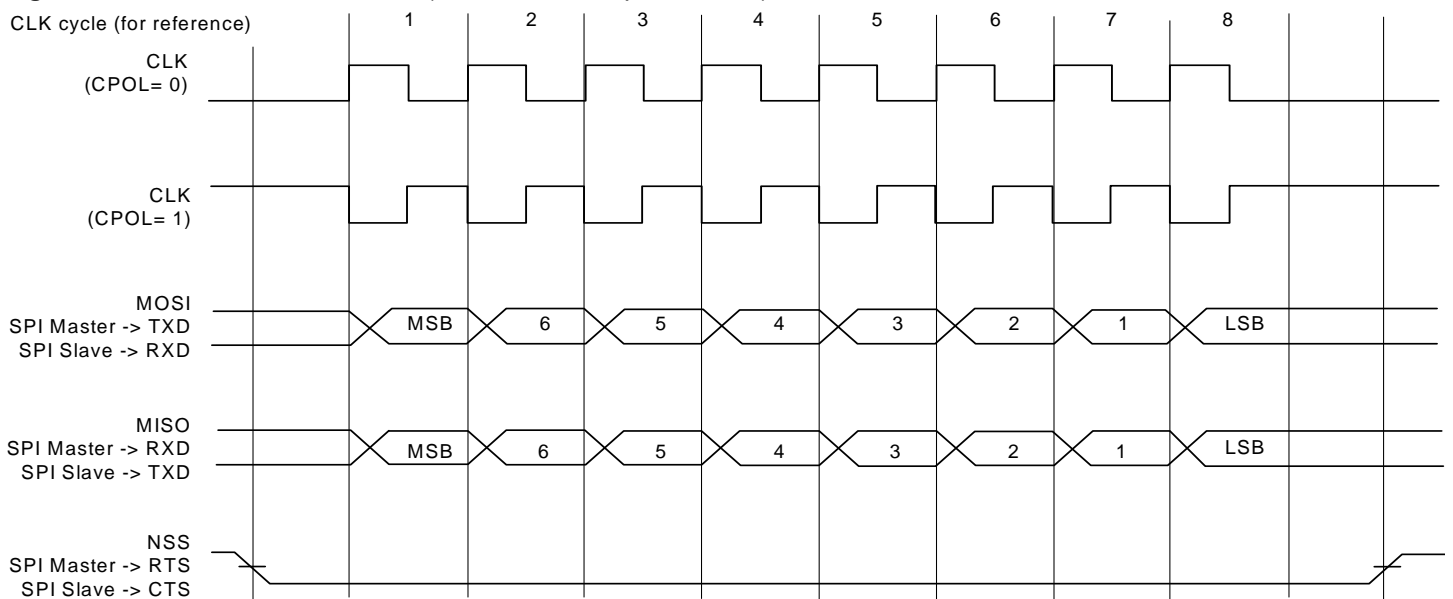 CLK cycle (for reference)
1 2 3 4 5 6 7 8
CLK
(CPOL= 0)
CLK
(CPOL= 1)
MOSI
SPI Master -> TXD
SPI Slave -> RXD
MSB 6 5 4 3 2 1 LSB
MISO
SPI Master -> RXD
SPI Slave -> TXD
MSB 6 5 4 3 2 1 LSB
NSS
SPI Master -> RTS
SPI Slave -> CTS